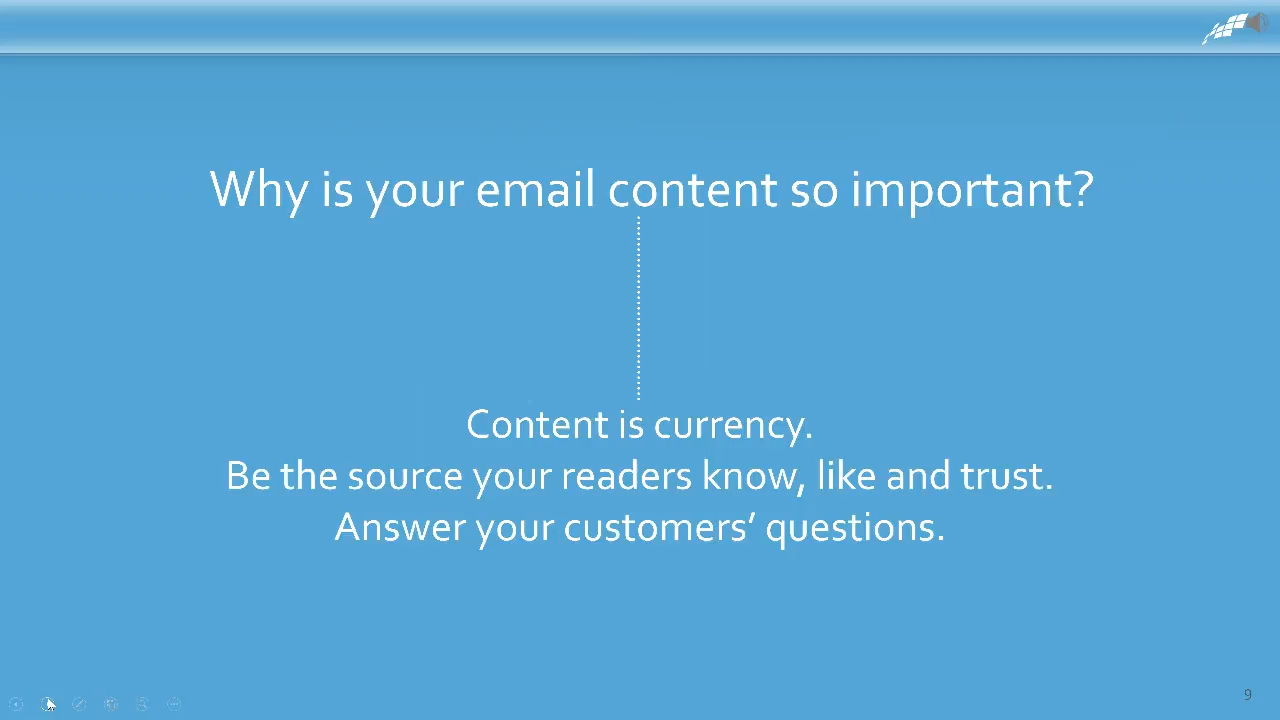 Why is your email content so important?
Content is currency.
Be the source your readers know, like and trust.
Answer your customers’ questions.
9